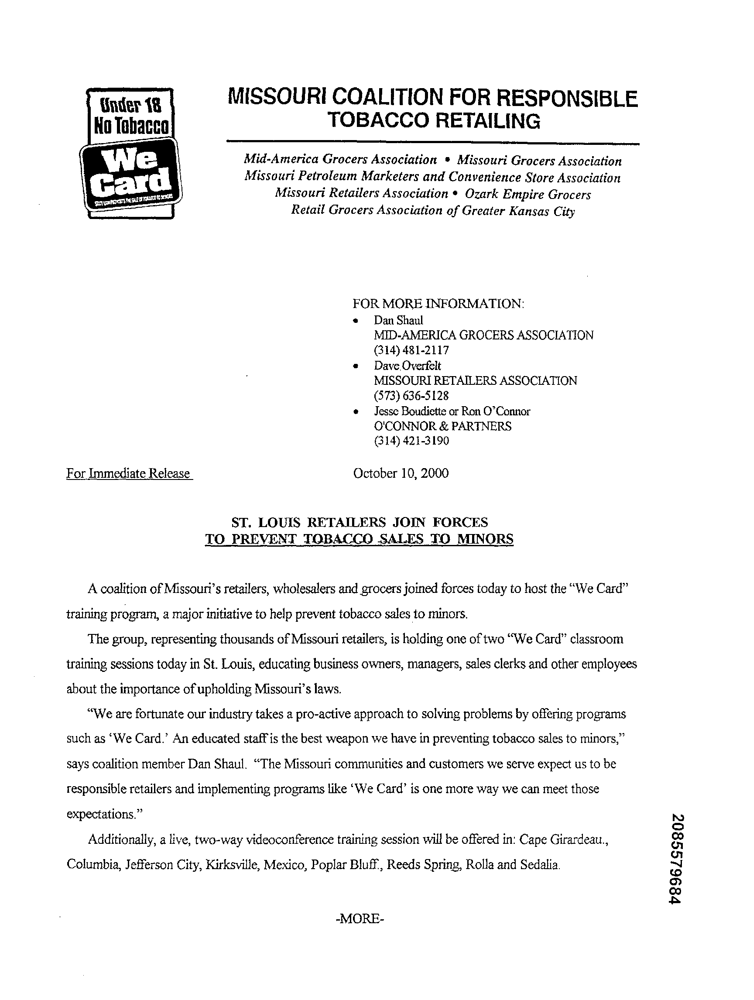 Under 18
No Tobacco
We
Card
MISSOURI COALITION FOR RESPONSIBLE
TOBACCO RETAILING
Mid-America Grocers Association • Missouri Grocers Association
Missouri Petroleum Marketers and Convenience Store Association
Missouri Retailers Association • Ozark Empire Grocers
Retail Grocers Association of Greater Kansas City
FOR MORE INFORMATION:
• Dan Shaul
MID-AMERICA GROCERS ASSOCIATION
(314) 481-2117
• Dave Overfelt
MISSOURI RETAILERS ASSOCIATION
(573) 636-5128
• Jesse Boudiette or Ron O'Connor
O'CONNOR & PARTNERS
(314) 421-3190
For Immediate Release October 10, 2000
ST. LOUIS RETAILERS JOIN FORCES
TO PREVENT TOBACCO SALES TO MINORS
A coalition of Missouri's retailers, wholesalers and grocers joined forces today to host the “We Card”
training program, a major initiative to help prevent tobacco sales to minors.
The group, representing thousands of Missouri retailers, is holding one of two “We Card” classroom
training sessions today in St. Louis, educating business owners, managers, sales clerks and other employees
about the importance of upholding Missouri's laws.
“We are fortunate our industry takes a pro-active approach to solving problems by offering programs
such as ‘We Card.’ An educated staff is the best weapon we have in preventing tobacco sales to minors,”
says coalition member Dan Shaul. “The Missouri communities and customers we serve expect us to be
responsible retailers and implementing programs like ‘We Card’ is one more way we can meet those
expectations.”
Additionally, a live, two-way videoconference training session will be offered in: Cape Girardeau.,
Columbia, Jefferson City, Kirksville, Mexico, Poplar Bluff., Reeds Spring, Rolla and Sedalia.
-MORE-
2085579684